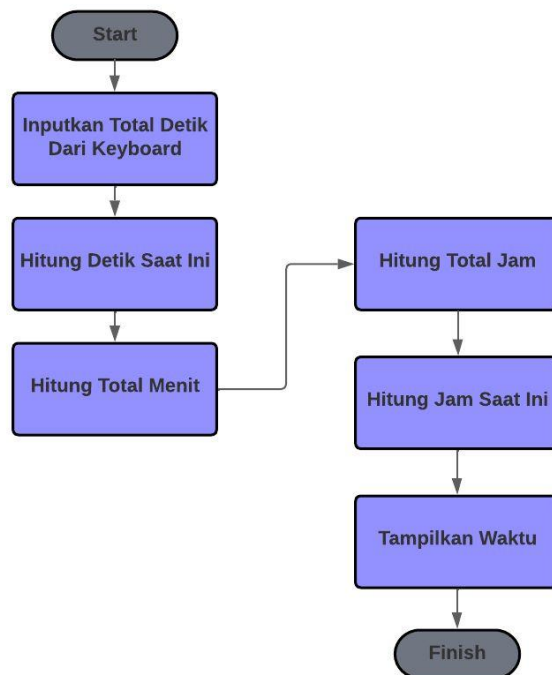 Start
Inputkan Total Detik
Dari Keyboard
Hitung Detik Saat Ini
Hitung Total Menit
Hitung Total Jam
Hitung Jam Saat Ini
Tampilkan Waktu
Finish